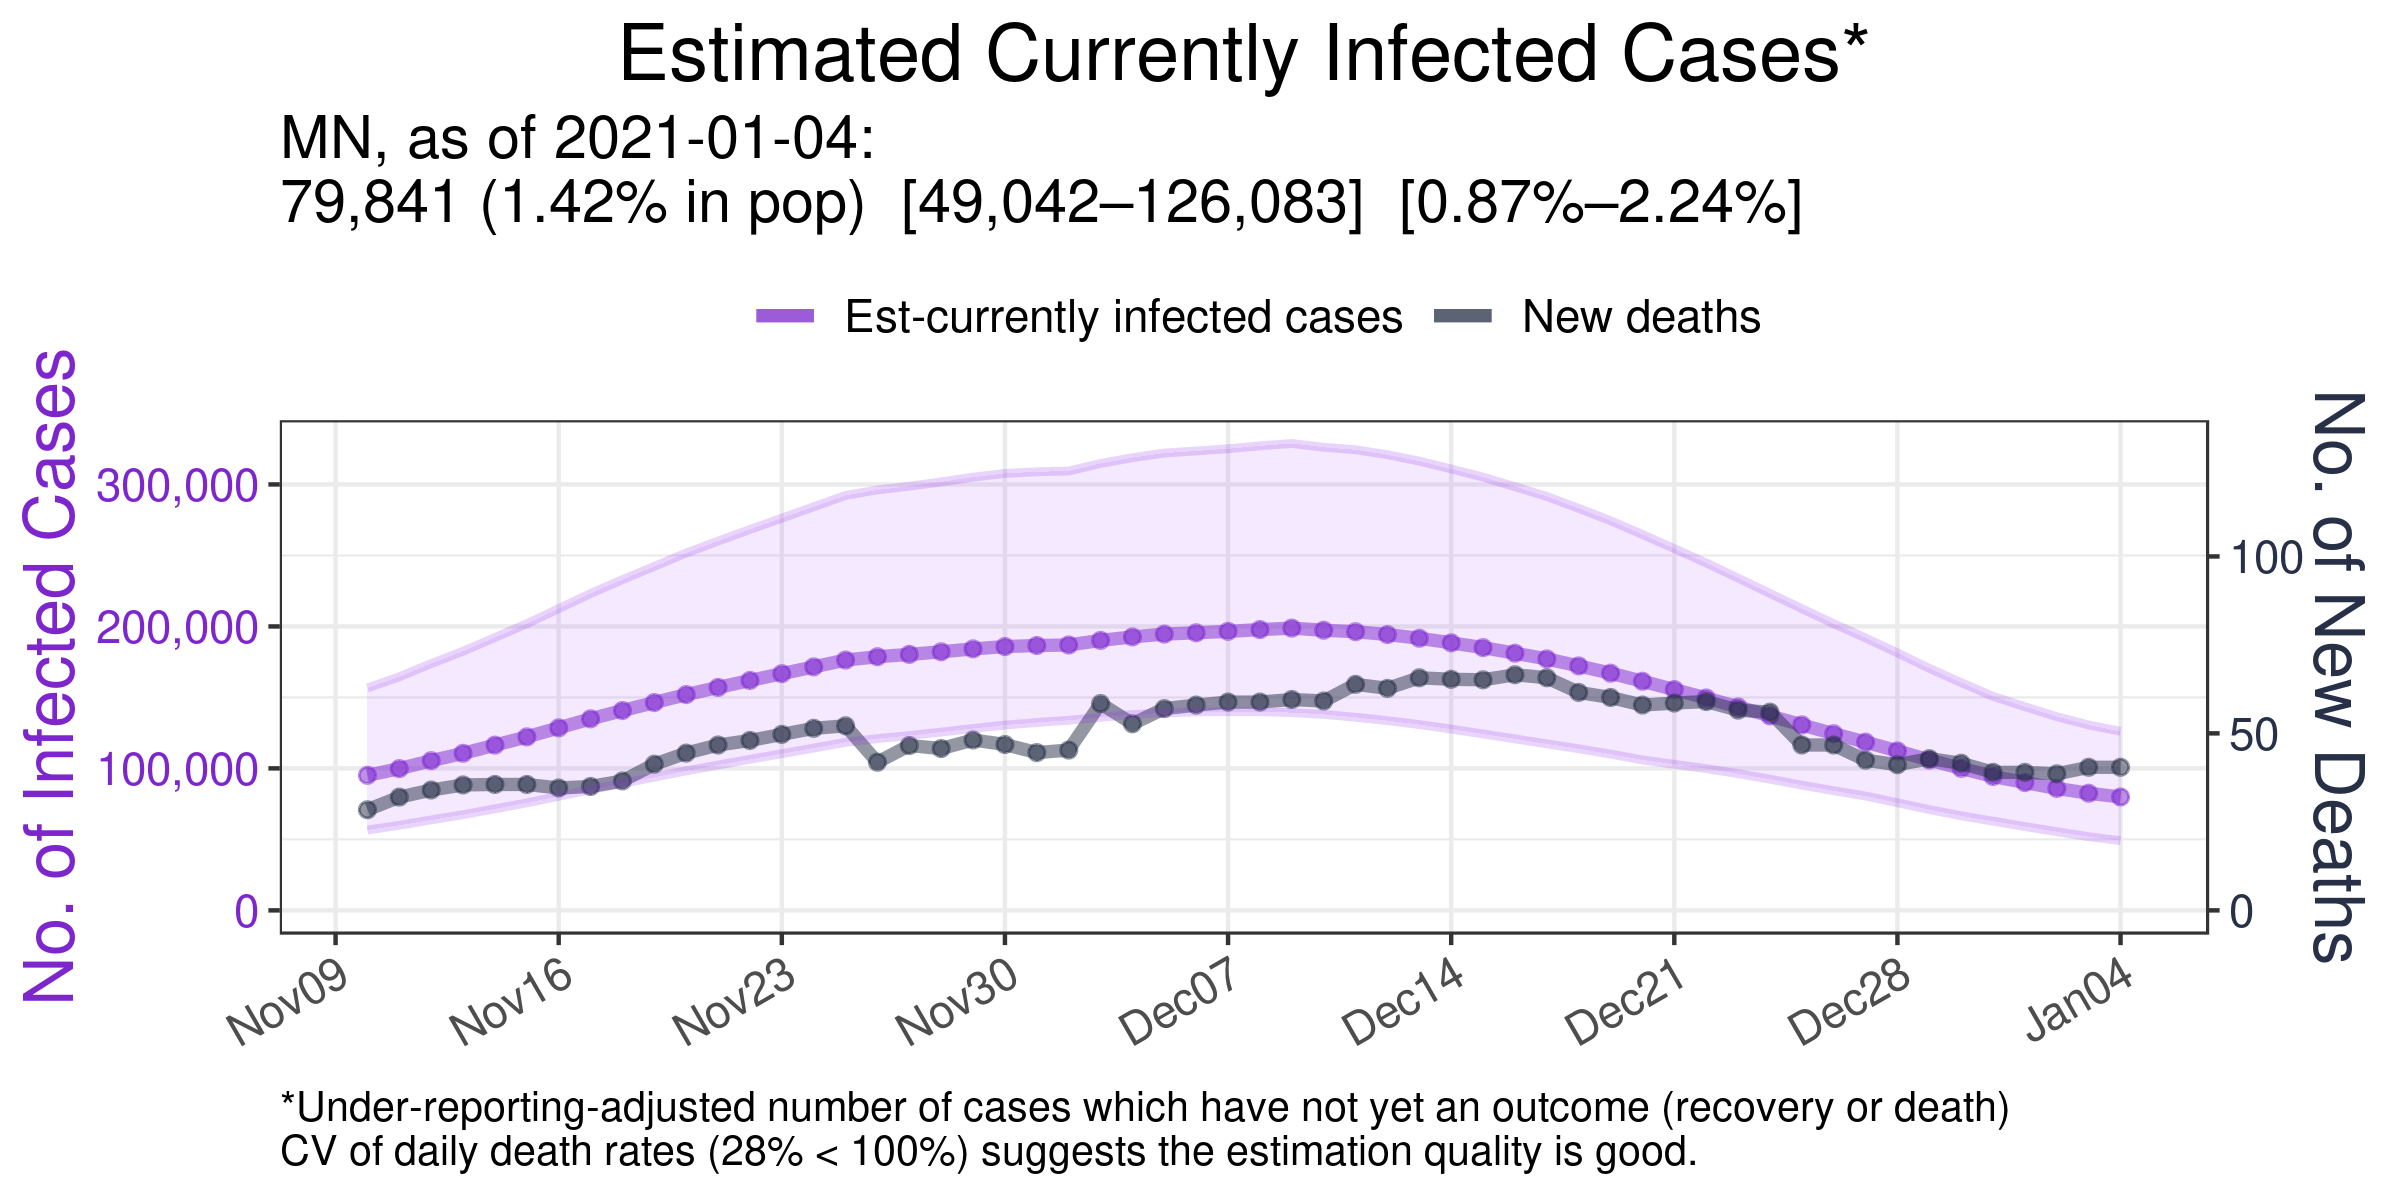 Estimated Currently Infected Cases*
MN, as of 2021-01-04:
79,841 (1.42% in pop) [49,042–126,083] [0.87%–2.24%]
Est-currently infected cases
New deaths
No. of Infected Cases
300,000
200,000
100,000
0
No. of New Deaths
100
50
0
Nov09
Nov16
Nov23
Nov30
Dec07
Dec14
Dec21
Dec28
Jan04
*Under-reporting-adjusted number of cases which have not yet an outcome (recovery or death)
CV of daily death rates (28% < 100%) suggests the estimation quality is good.